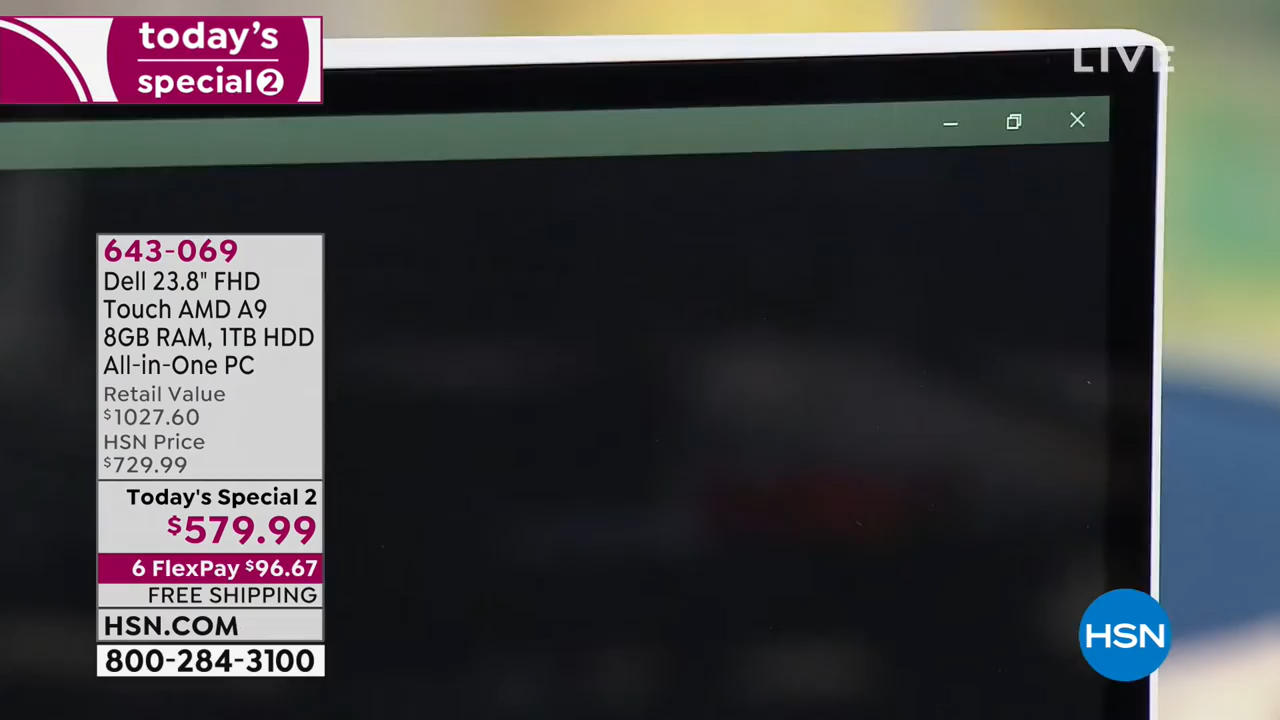 today's
special 2
LIVE
643-069
Dell 23.8" FHD
Touch AMD A9
8GB RAM, 1TB HDD
All-in-One PC
Retail Value
$1027.60
HSN Price
$729.99
Today's Special 2
$579.99
6 FlexPay $96.67
FREE SHIPPING
HSN.COM
800-284-3100
HSN